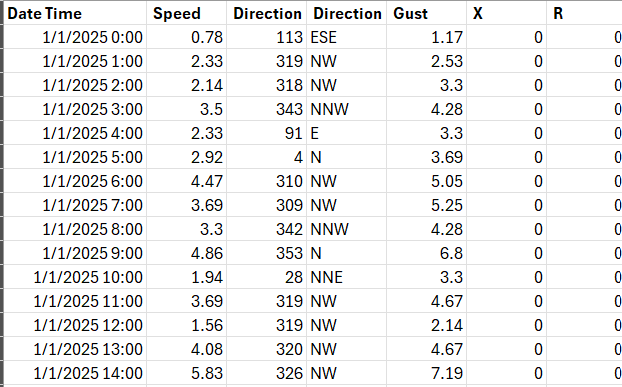 Date Time Speed Direction Direction Gust X R
1/1/2025 0:00 0.78 113 ESE 1.17 0 0
1/1/2025 1:00 2.33 319 NW 2.53 0 0
1/1/2025 2:00 2.14 318 NW 3.3 0 0
1/1/2025 3:00 3.5 343 NNW 4.28 0 0
1/1/2025 4:00 2.33 91 E 3.3 0 0
1/1/2025 5:00 2.92 4 N 3.69 0 0
1/1/2025 6:00 4.47 310 NW 5.05 0 0
1/1/2025 7:00 3.69 309 NW 5.25 0 0
1/1/2025 8:00 3.3 342 NNW 4.28 0 0
1/1/2025 9:00 4.86 353 N 6.8 0 0
1/1/2025 10:00 1.94 28 NNE 3.3 0 0
1/1/2025 11:00 3.69 319 NW 4.67 0 0
1/1/2025 12:00 1.56 319 NW 2.14 0 0
1/1/2025 13:00 4.08 320 NW 4.67 0 0
1/1/2025 14:00 5.83 326 NW 7.19 0 0